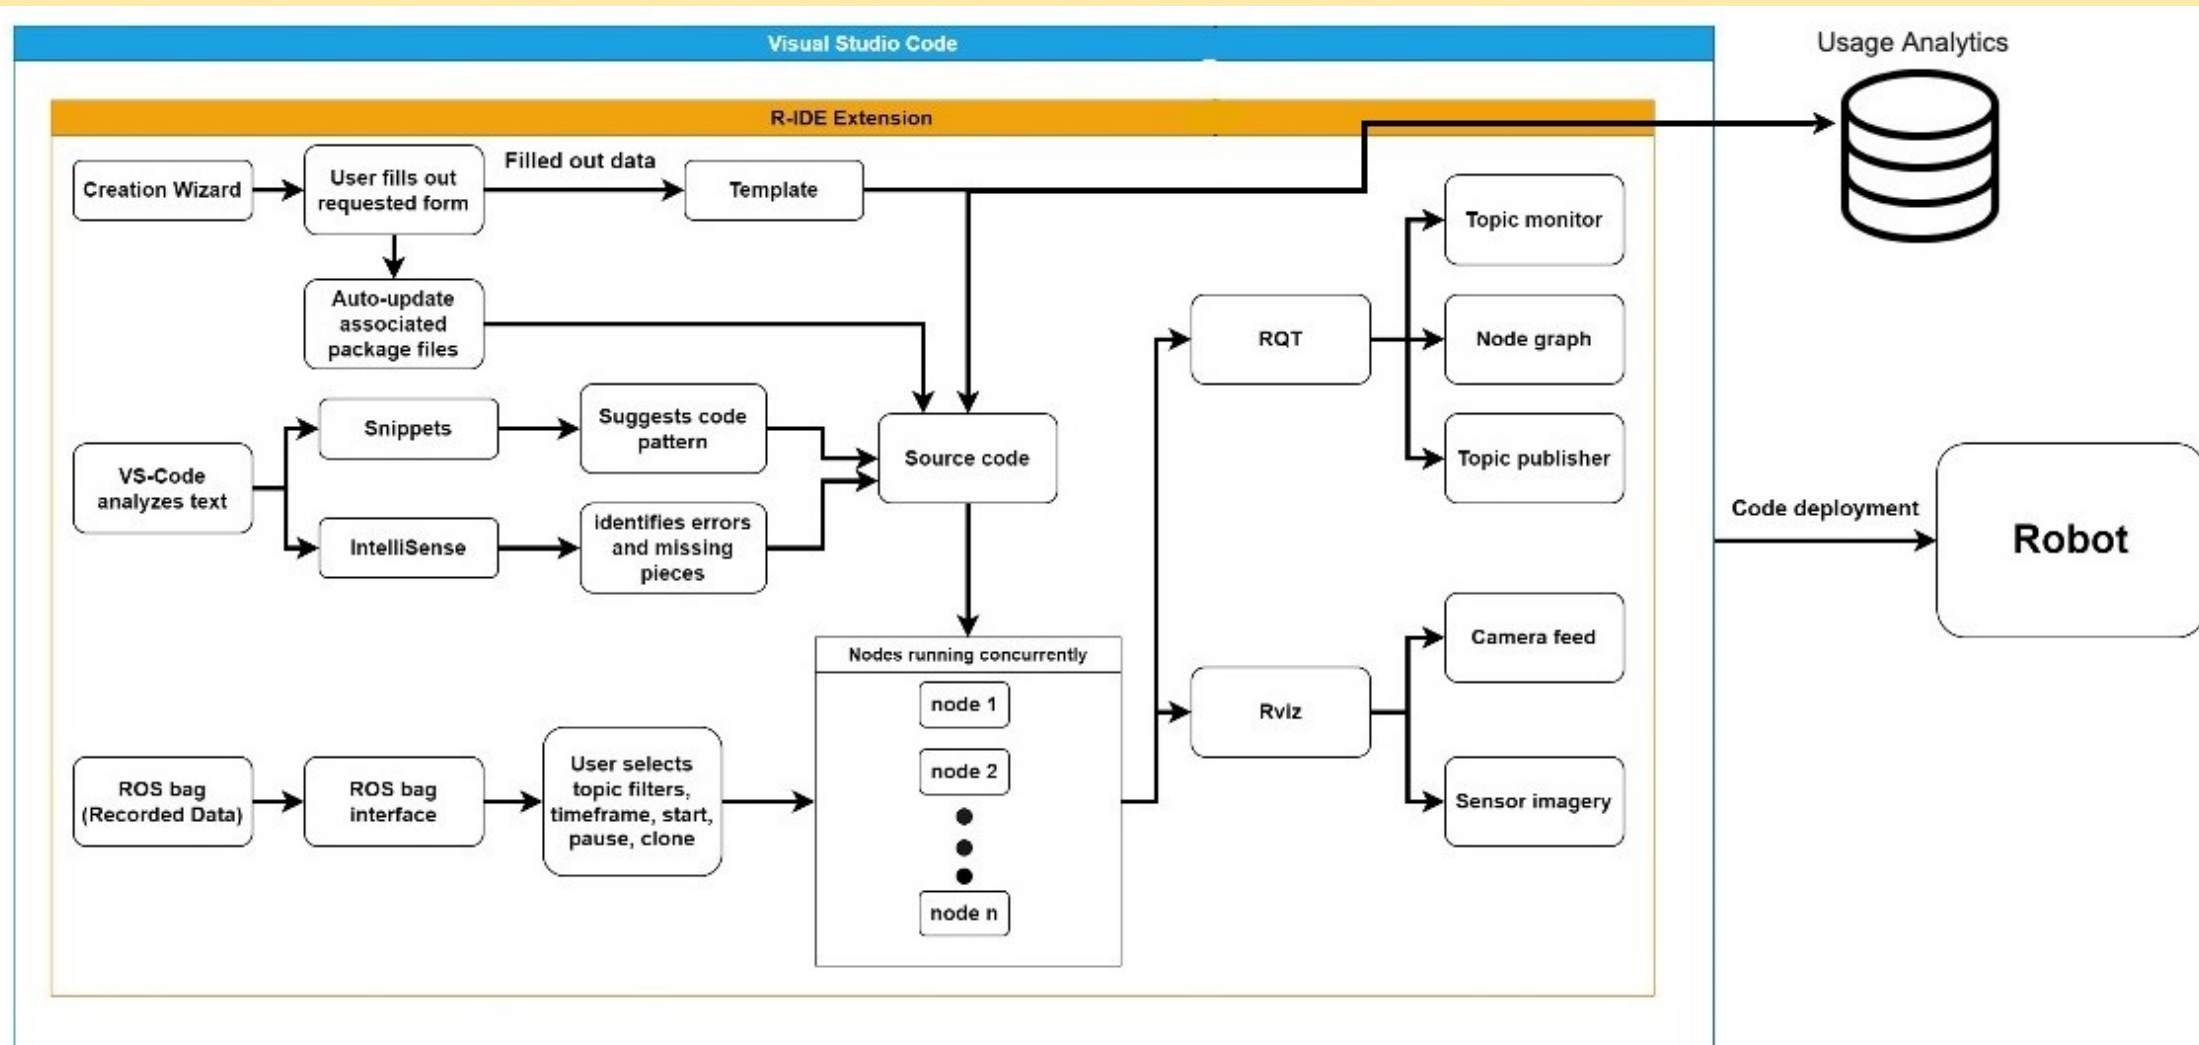 Visual Studio Code
Usage Analytics
R-IDE Extension
Creation Wizard
User fills out
requested form
Filled out data
Template
Auto-update
associated
package files
Topic monitor
RQT
Node graph
Topic publisher
VS-Code
analyzes text
Snippets
Suggests code
pattern
IntelliSense
identifies errors
and missing
pieces
Source code
Code deployment
Robot
Nodes running concurrently
node 1
node 2
node n
ROS bag
(Recorded Data)
ROS bag
interface
User selects
topic filters,
timeframe, start,
pause, clone
Rviz
Camera feed
Sensor imagery